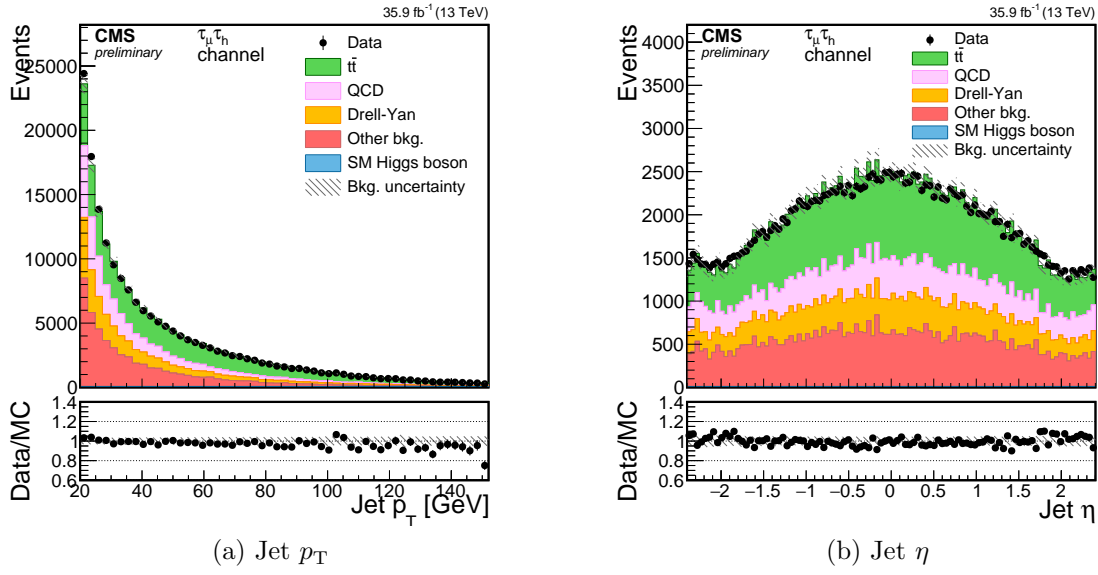 35.9 fb⁻¹ (13 TeV)
CMS
preliminary
τμτh
channel
Data
tt̄
QCD
Drell-Yan
Other bkg.
SM Higgs boson
Bkg. uncertainty
Events
25000
20000
15000
10000
5000
0
Data/MC
1.4
1.2
1
0.8
0.6
20 40 60 80 100 120 140
Jet pT [GeV]
(a) Jet pT
35.9 fb⁻¹ (13 TeV)
CMS
preliminary
τμτh
channel
Data
tt̄
QCD
Drell-Yan
Other bkg.
SM Higgs boson
Bkg. uncertainty
Events
4000
3500
3000
2500
2000
1500
1000
500
0
Data/MC
1.4
1.2
1
0.8
0.6
−2 −1.5 −1 −0.5 0 0.5 1 1.5 2
Jet η
(b) Jet η